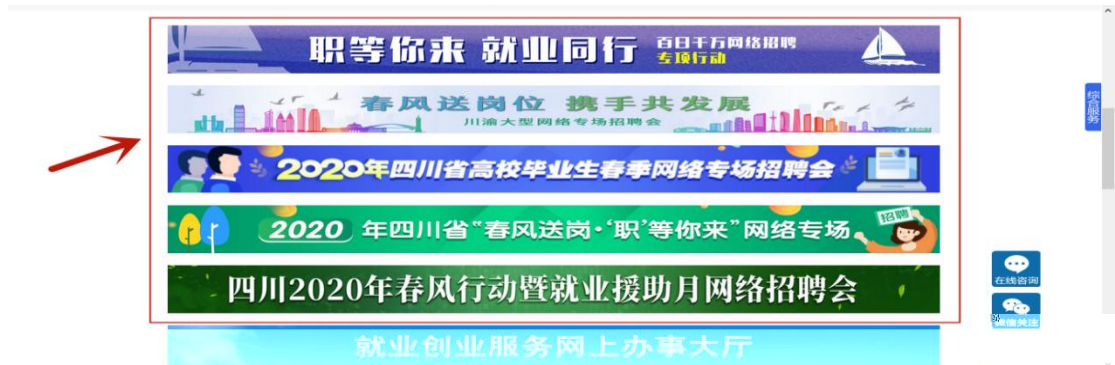 职等你来 就业同行 百日千万网络招聘
专项行动
春风送岗位 携手共发展
川渝大型网络专场招聘会
2020年四川省高校毕业生春季网络专场招聘会
2020 年四川省“春风送岗·‘职’等你来”网络专场
招聘
四川2020年春风行动暨就业援助月网络招聘会
就业创业服务网上办事大厅
综合服务
在线咨询
微信关注